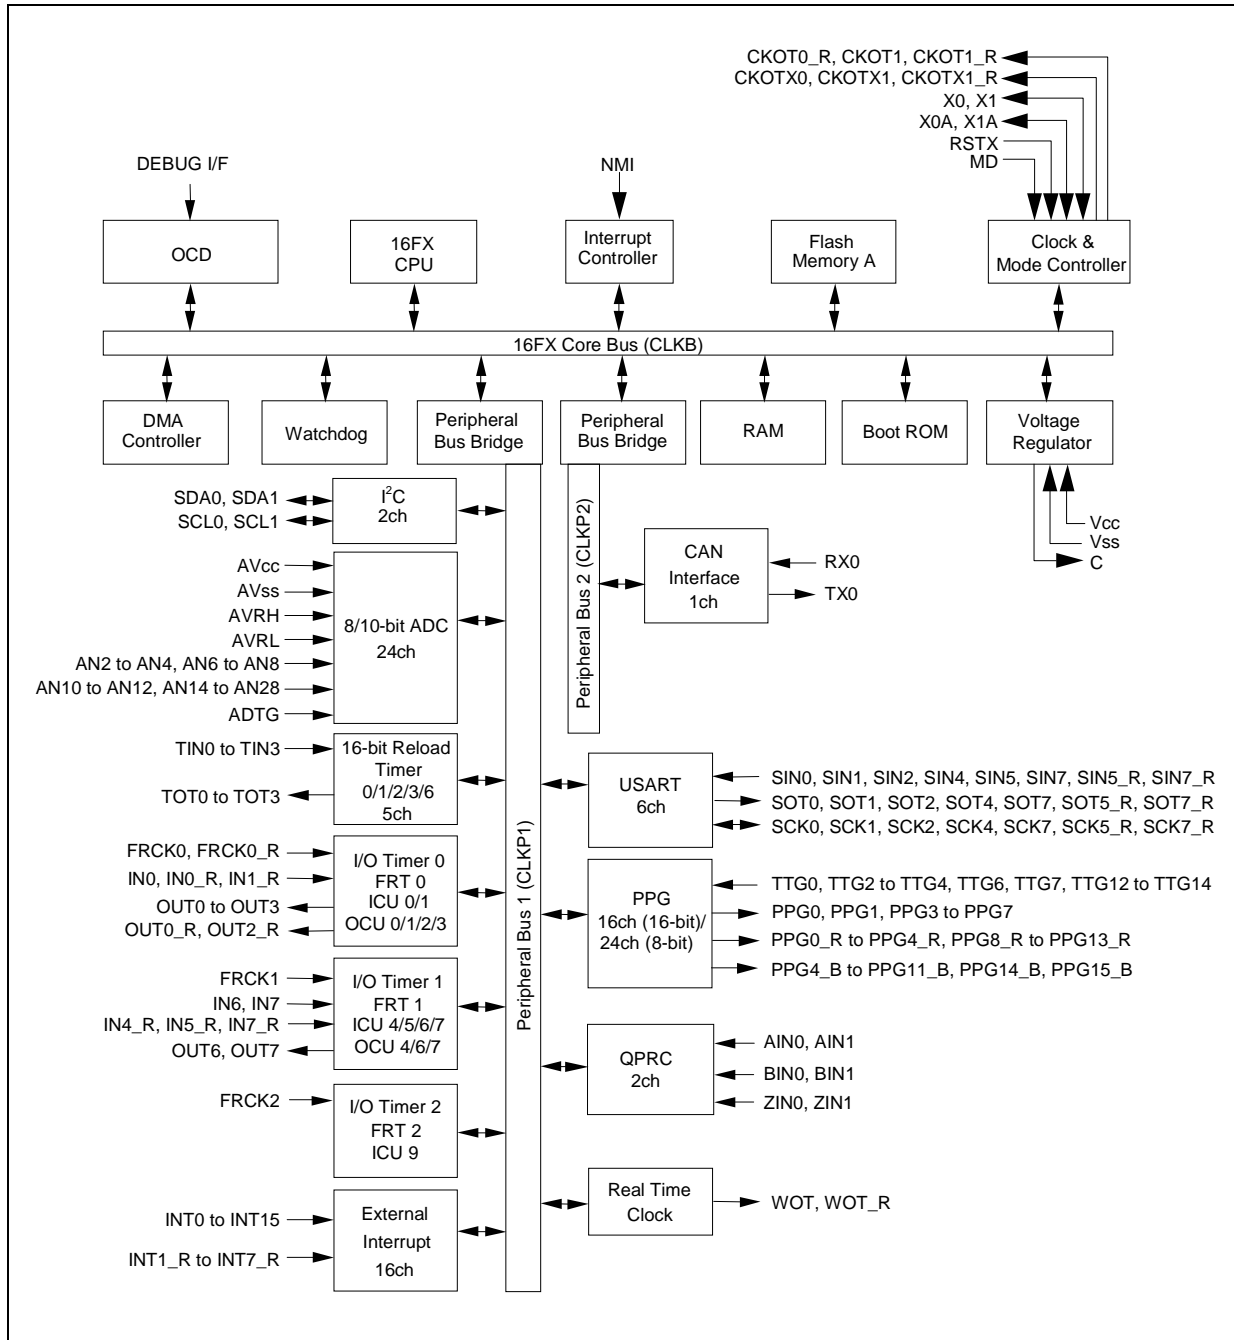 CKOT0_R, CKOT1, CKOT1_R
CKOTX0, CKOTX1, CKOTX1_R
X0, X1
X0A, X1A
RSTX
MD
DEBUG I/F
NMI
OCD
16FX
CPU
Interrupt
Controller
Flash
Memory A
Clock &
Mode Controller
16FX Core Bus (CLKB)
DMA
Controller
Watchdog
Peripheral
Bus Bridge
Peripheral
Bus Bridge
RAM
Boot ROM
Voltage
Regulator
Vcc
Vss
C
SDA0, SDA1
SCL0, SCL1
I²C
2ch
AVcc
AVss
AVRH
AVRL
AN2 to AN4, AN6 to AN8
AN10 to AN12, AN14 to AN28
ADTG
8/10-bit ADC
24ch
TIN0 to TIN3
TOT0 to TOT3
16-bit Reload
Timer
0/1/2/3/6
5ch
FRCK0, FRCK0_R
IN0, IN0_R, IN1_R
OUT0 to OUT3
OUT0_R, OUT2_R
I/O Timer 0
FRT 0
ICU 0/1
OCU 0/1/2/3
FRCK1
IN6, IN7
IN4_R, IN5_R, IN7_R
OUT6, OUT7
I/O Timer 1
FRT 1
ICU 4/5/6/7
OCU 4/6/7
FRCK2
I/O Timer 2
FRT 2
ICU 9
INT0 to INT15
INT1_R to INT7_R
External
Interrupt
16ch
Peripheral Bus 1 (CLKP1)
Peripheral Bus 2 (CLKP2)
CAN
Interface
1ch
RX0
TX0
USART
6ch
SIN0, SIN1, SIN2, SIN4, SIN5, SIN7, SIN5_R, SIN7_R
SOT0, SOT1, SOT2, SOT4, SOT7, SOT5_R, SOT7_R
SCK0, SCK1, SCK2, SCK4, SCK7, SCK5_R, SCK7_R
PPG
16ch (16-bit)/
24ch (8-bit)
TTG0, TTG2 to TTG4, TTG6, TTG7, TTG12 to TTG14
PPG0, PPG1, PPG3 to PPG7
PPG0_R to PPG4_R, PPG8_R to PPG13_R
PPG4_B to PPG11_B, PPG14_B, PPG15_B
QPRC
2ch
AIN0, AIN1
BIN0, BIN1
ZIN0, ZIN1
Real Time
Clock
WOT, WOT_R